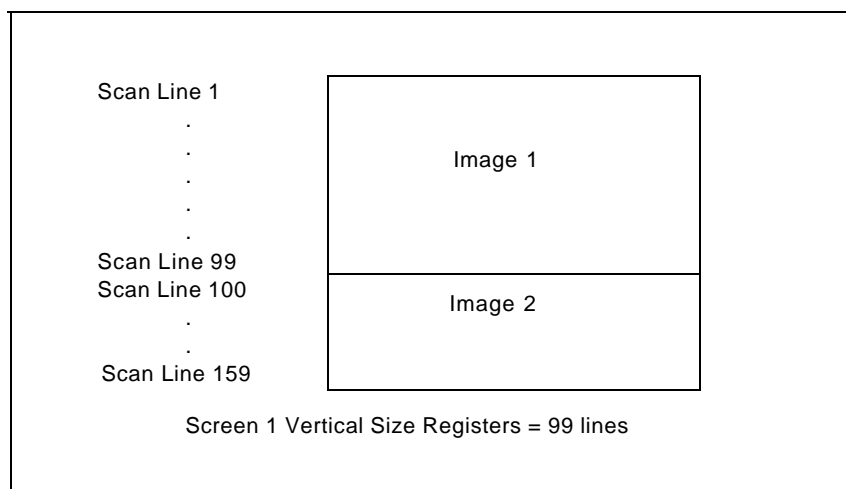 Scan Line 1
.
.
.
.
.
Image 1
Scan Line 99
Scan Line 100
.
.
Scan Line 159
Image 2
Screen 1 Vertical Size Registers = 99 lines